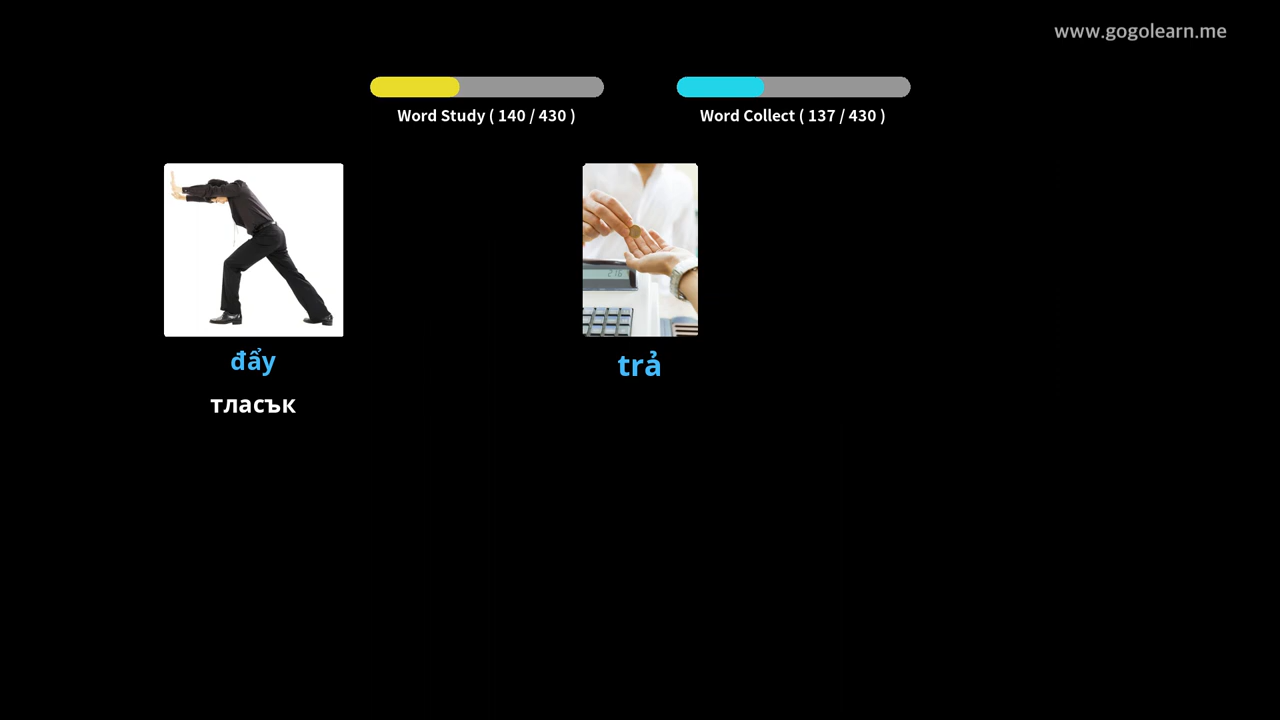 www.gogolearn.me
Word Study ( 140 / 430 )
Word Collect ( 137 / 430 )
đẩy
тласък
trả